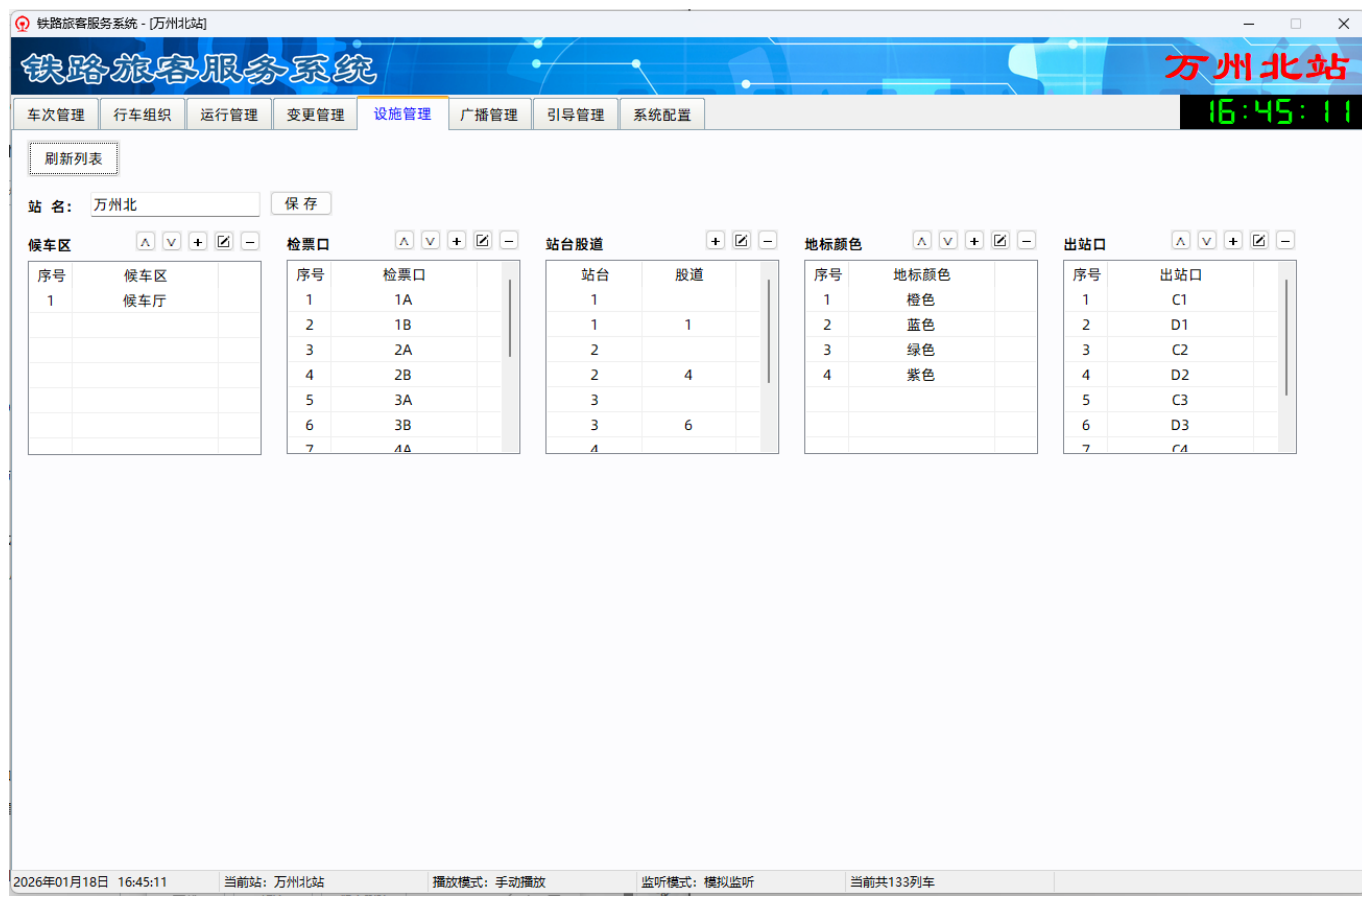 铁路旅客服务系统 - [万州北站]
铁路旅客服务系统 万州北站
车次管理 行车组织 运行管理 变更管理 设施管理 广播管理 引导管理 系统配置 16:45:11
刷新列表
站 名： 万州北 保 存
候车区 ∧ ∨ + − 检票口 ∧ ∨ + − 站台股道 + − 地标颜色 ∧ ∨ + − 出站口 ∧ ∨ + −
序号 候车区 序号 检票口 站台 股道 序号 地标颜色 序号 出站口
1 候车厅 1 1A 1 1 橙色 1 C1
2 1B 1 1 2 蓝色 2 D1
3 2A 2 3 绿色 3 C2
4 2B 2 4 4 紫色 4 D2
5 3A 3 5 C3
6 3B 3 6 6 D3
7 4A 4 7 C4
2026年01月18日 16:45:11 当前站：万州北站 播放模式：手动播放 监听模式：模拟监听 当前共133列车